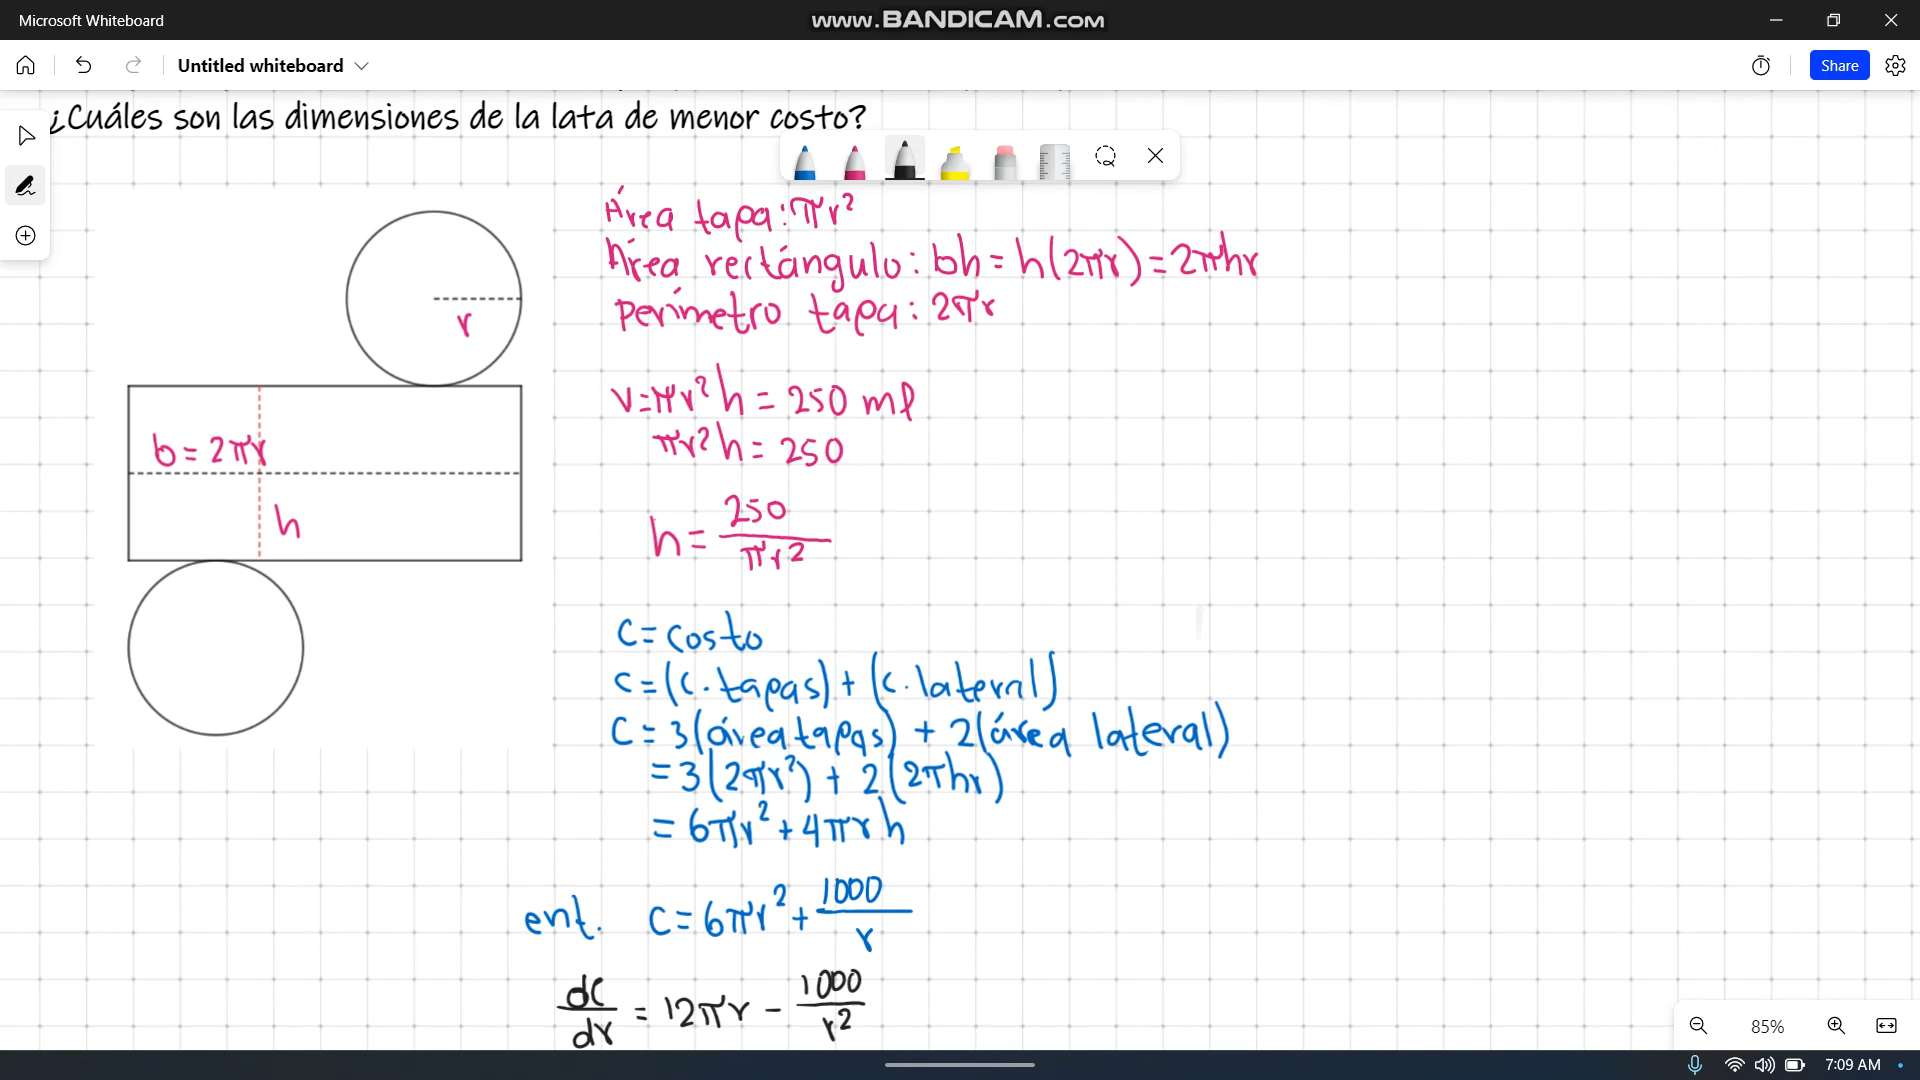 Microsoft Whiteboard
www.BANDICAM.com
Untitled whiteboard
Share
¿Cuáles son las dimensiones de la lata de menor costo?
r
b = 2πr
h
Área tapa: πr²
Área rectángulo: bh = h(2πr) = 2πhr
Perímetro tapa: 2πr
V=πr²h = 250 ml
πr²h = 250
h = 250/πr²
C = costo
C = (c. tapas) + (c. lateral)
C = 3(área tapas) + 2(área lateral)
= 3(2πr²) + 2(2πhr)
= 6πr² + 4πrh
ent. C = 6πr² + 1000/r
dC/dr = 12πr - 1000/r²
85%
7:09 AM